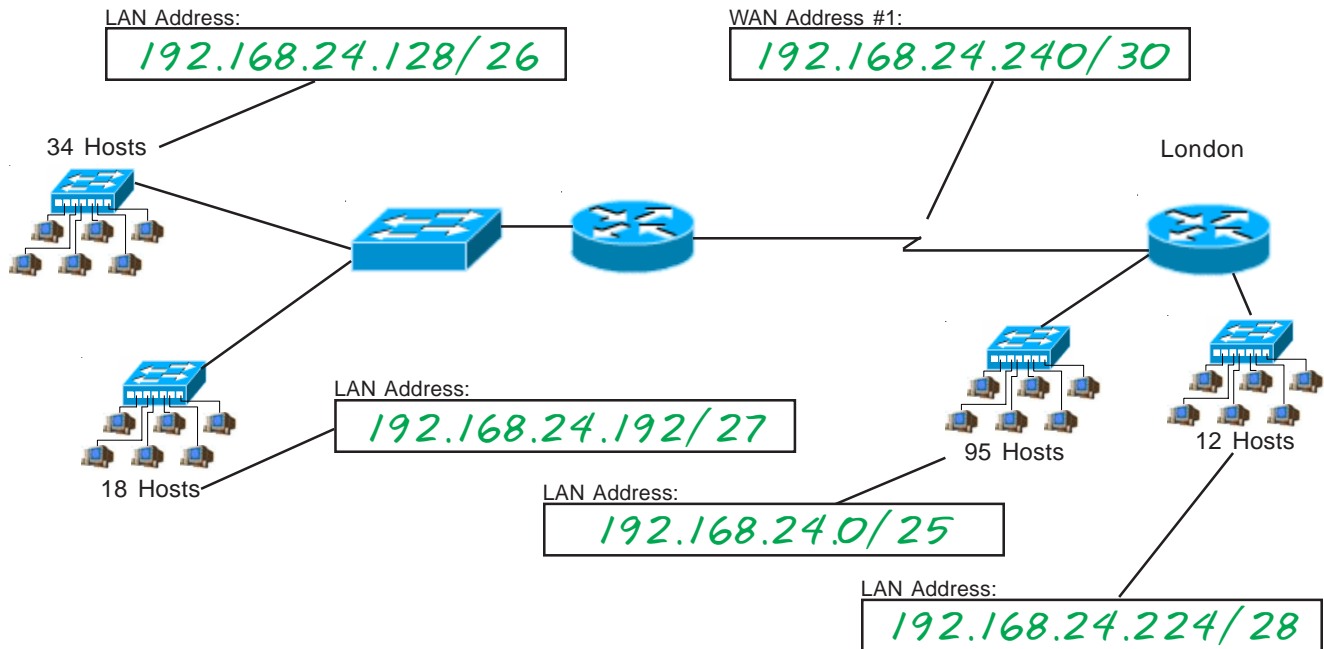 LAN Address:
192.168.24.128/26
WAN Address #1:
192.168.24.240/30
34 Hosts
London
LAN Address:
192.168.24.192/27
18 Hosts
95 Hosts
12 Hosts
LAN Address:
192.168.24.0/25
LAN Address:
192.168.24.224/28